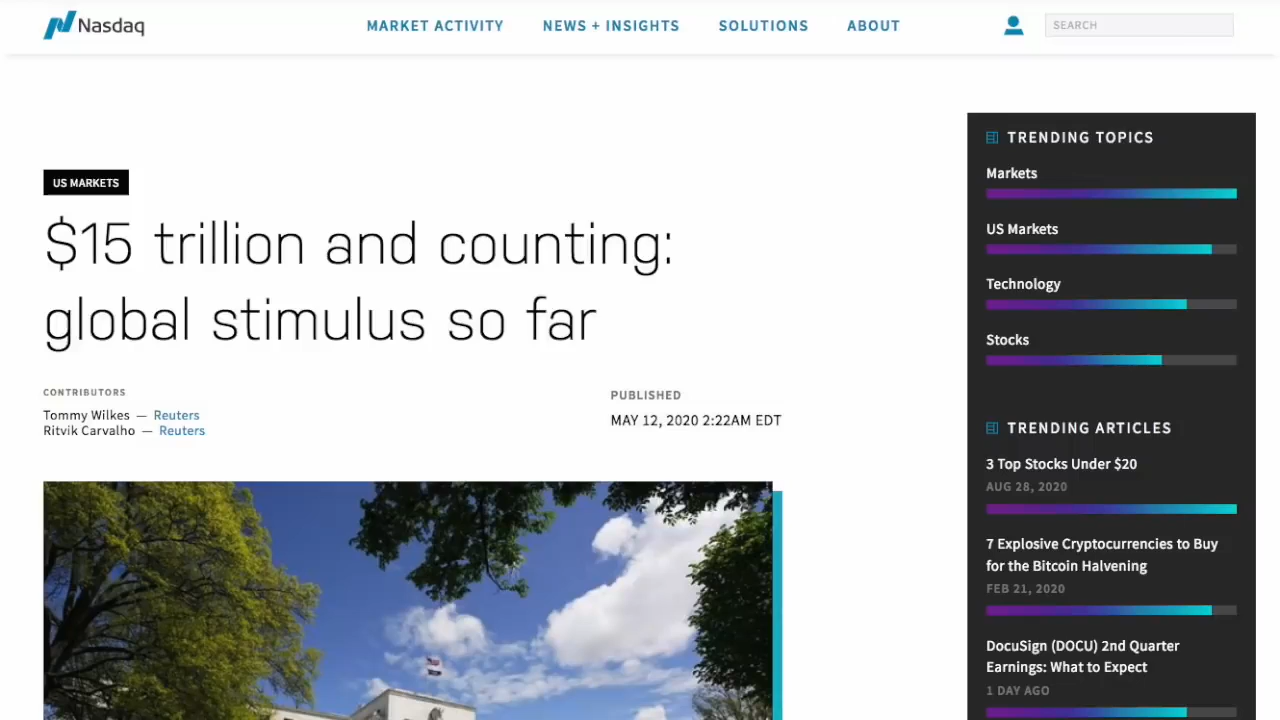 Nasdaq
MARKET ACTIVITY
NEWS + INSIGHTS
SOLUTIONS
ABOUT
SEARCH
US MARKETS
$15 trillion and counting:
global stimulus so far
CONTRIBUTORS
Tommy Wilkes — Reuters
Ritvik Carvalho — Reuters
PUBLISHED
MAY 12, 2020 2:22AM EDT
TRENDING TOPICS
Markets
US Markets
Technology
Stocks
TRENDING ARTICLES
3 Top Stocks Under $20
AUG 28, 2020
7 Explosive Cryptocurrencies to Buy
for the Bitcoin Halvening
FEB 21, 2020
DocuSign (DOCU) 2nd Quarter
Earnings: What to Expect
1 DAY AGO